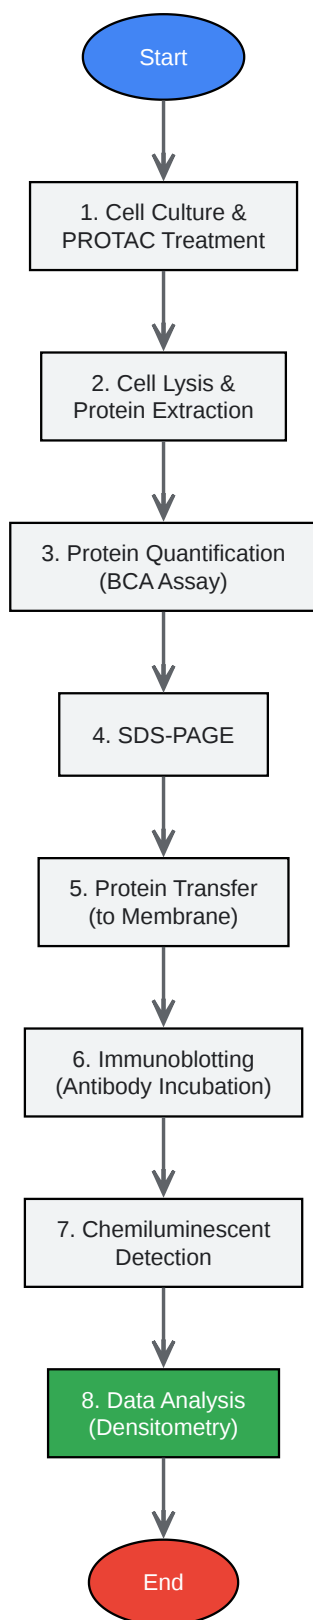 Start
1. Cell Culture &
PROTAC Treatment
2. Cell Lysis &
Protein Extraction
3. Protein Quantification
(BCA Assay)
4. SDS-PAGE
5. Protein Transfer
(to Membrane)
6. Immunoblotting
(Antibody Incubation)
7. Chemiluminescent
Detection
8. Data Analysis
(Densitometry)
End